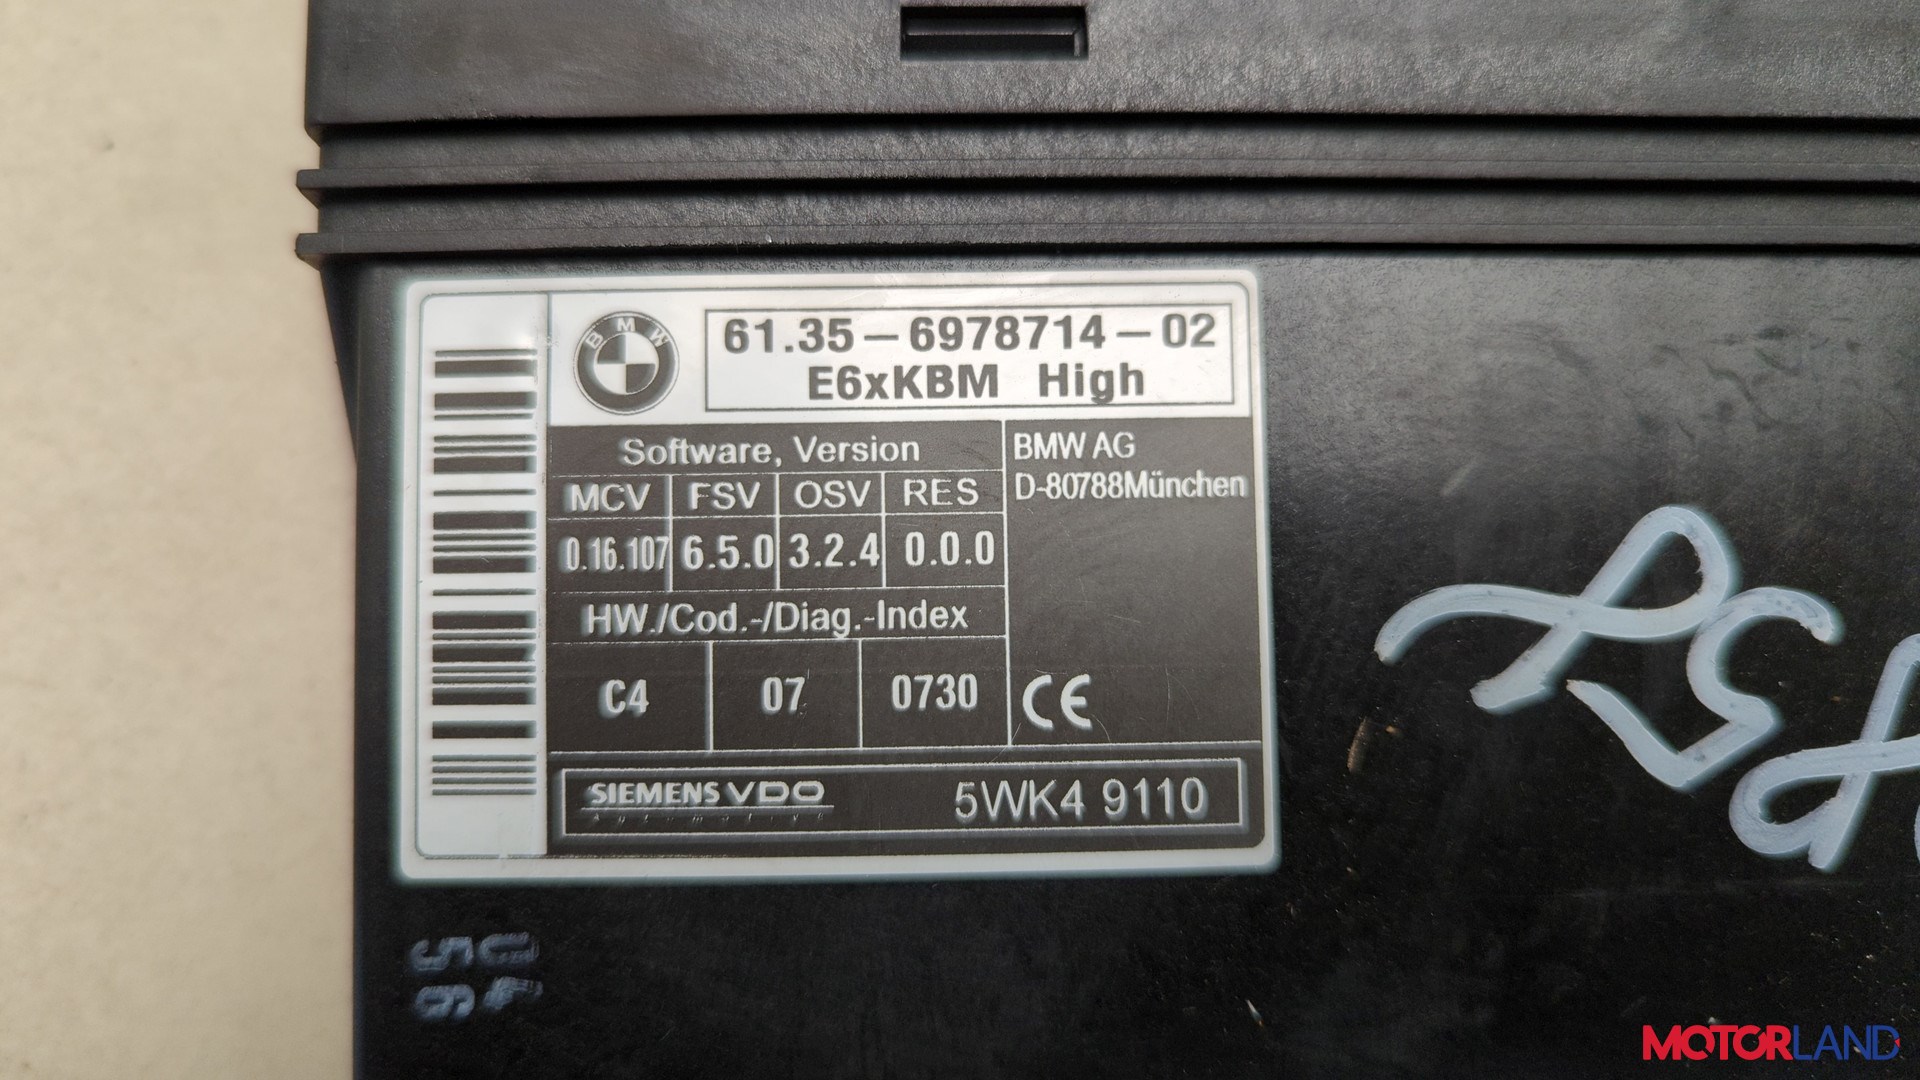 BMW
61.35-6978714-02
E6xKBM High
Software, Version
MCV FSV OSV RES
0.16.107 6.5.0 3.2.4 0.0.0
HW./Cod.-/Diag.-Index
C4 07 0730
BMW AG
D-80788München
CE
SIEMENS VDO
Automotive
5WK4 9110
MOTORLAND